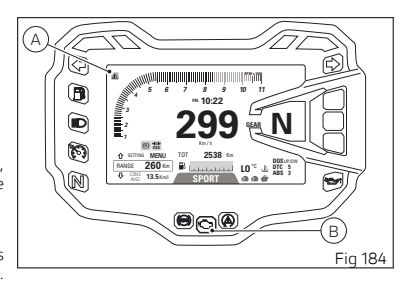 A
RPM x 1000
4 5 6 7 8 9 10 11
3
2
1
P.M. 10:22
299
Km/h
GEAR
N
SETTING MENU
TOT 2538 Km
RANGE 260 Km
CONS. AVG 13.5 Km/l
SPORT
LO °C
DQS UP/DW
DTC 5
ABS 3
N
B
,
e
s
.
Fig 184